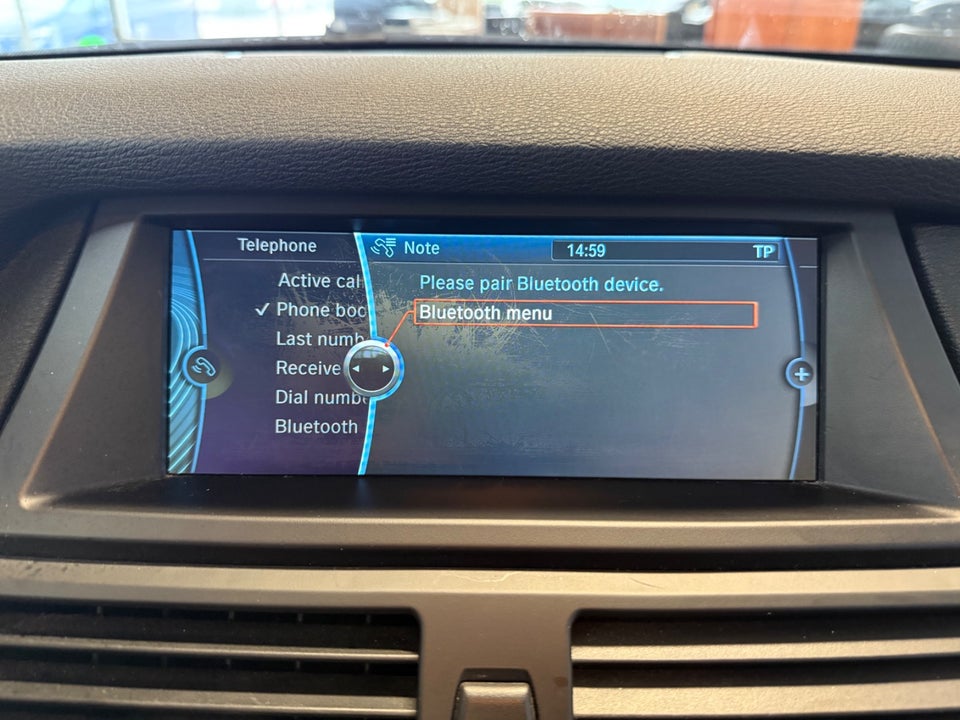 Telephone
Note
14:59
TP
Active cal
Phone boo
Last numb
Receive
Dial numb
Bluetooth
Please pair Bluetooth device.
Bluetooth menu